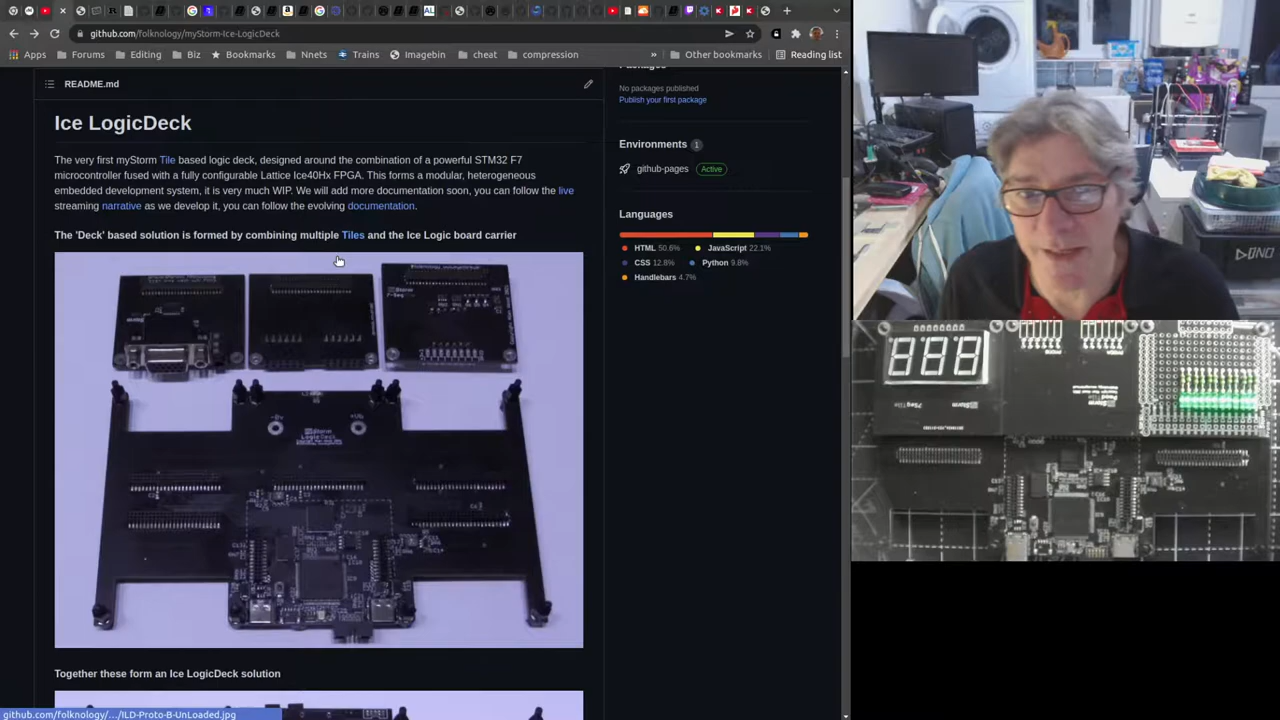 github.com/folknology/myStorm-Ice-LogicDeck
Apps
Forums
Editing
Biz
Bookmarks
Nnets
Trains
Imagebin
cheat
compression
»
Other bookmarks
Reading list
README.md
Ice LogicDeck
The very first myStorm Tile based logic deck, designed around the combination of a powerful STM32 F7
microcontroller fused with a fully configurable Lattice Ice40Hx FPGA. This forms a modular, heterogeneous
embedded development system, it is very much WIP. We will add more documentation soon, you can follow the live
streaming narrative as we develop it, you can follow the evolving documentation.
The 'Deck' based solution is formed by combining multiple Tiles and the Ice Logic board carrier
Together these form an Ice LogicDeck solution
Packages
No packages published
Publish your first package
Environments 1
github-pages Active
Languages
HTML 50.6%
JavaScript 22.1%
CSS 12.8%
Python 9.8%
Handlebars 4.7%
github.com/folknology/.../ILD-Proto-B-UnLoaded.jpg